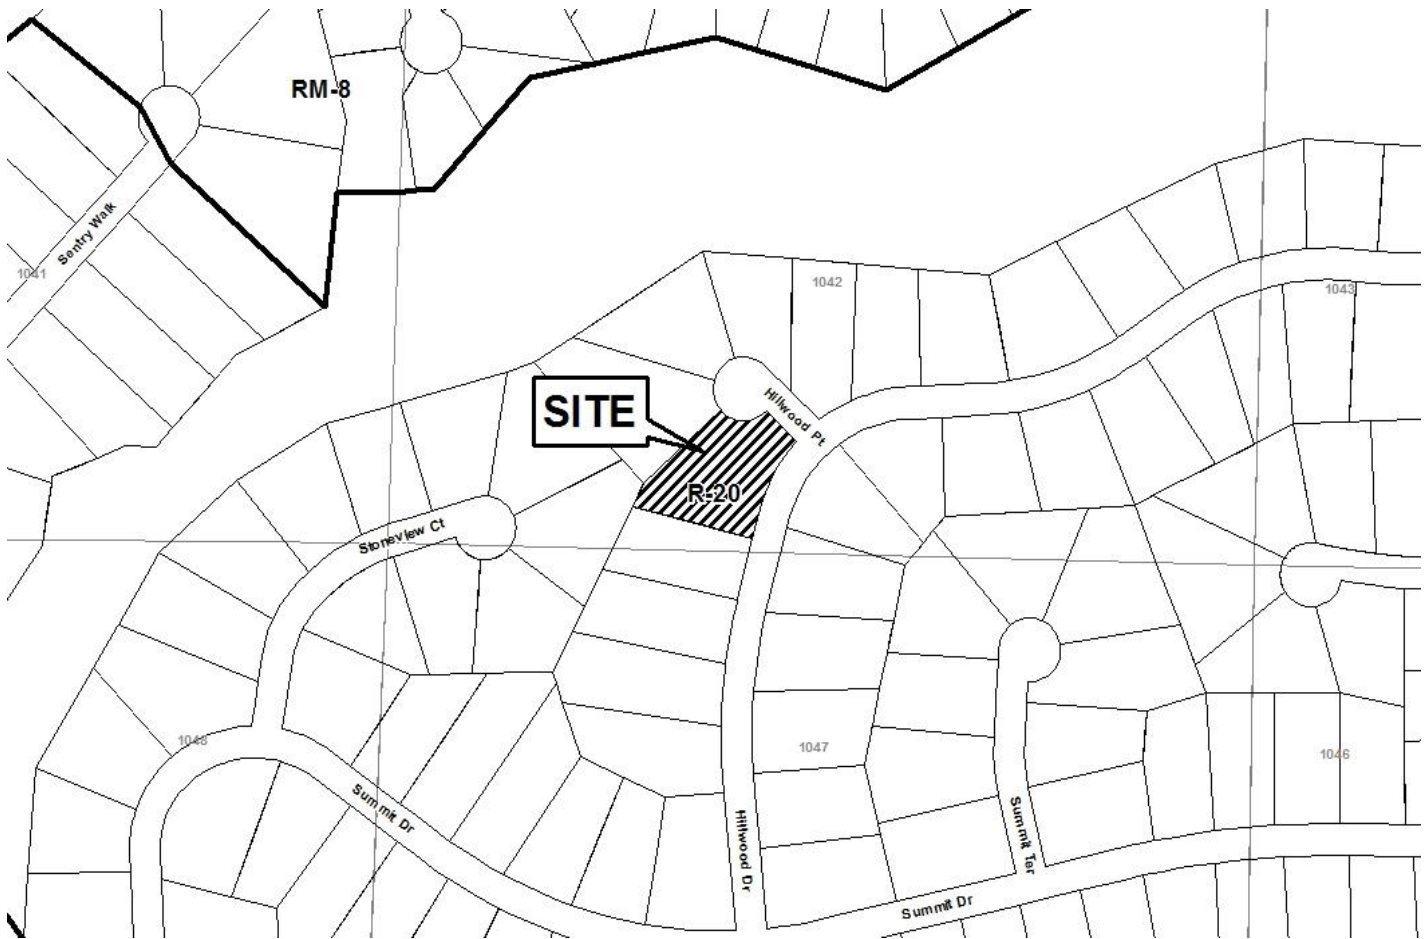 RM-8
Sentry Walk
1041
1042
1043
SITE
Hillwood Pt
R-20
Stoneview Ct
1048
1047
1046
Summit Dr
Hillwood Dr
Summit Ter
Summit Dr